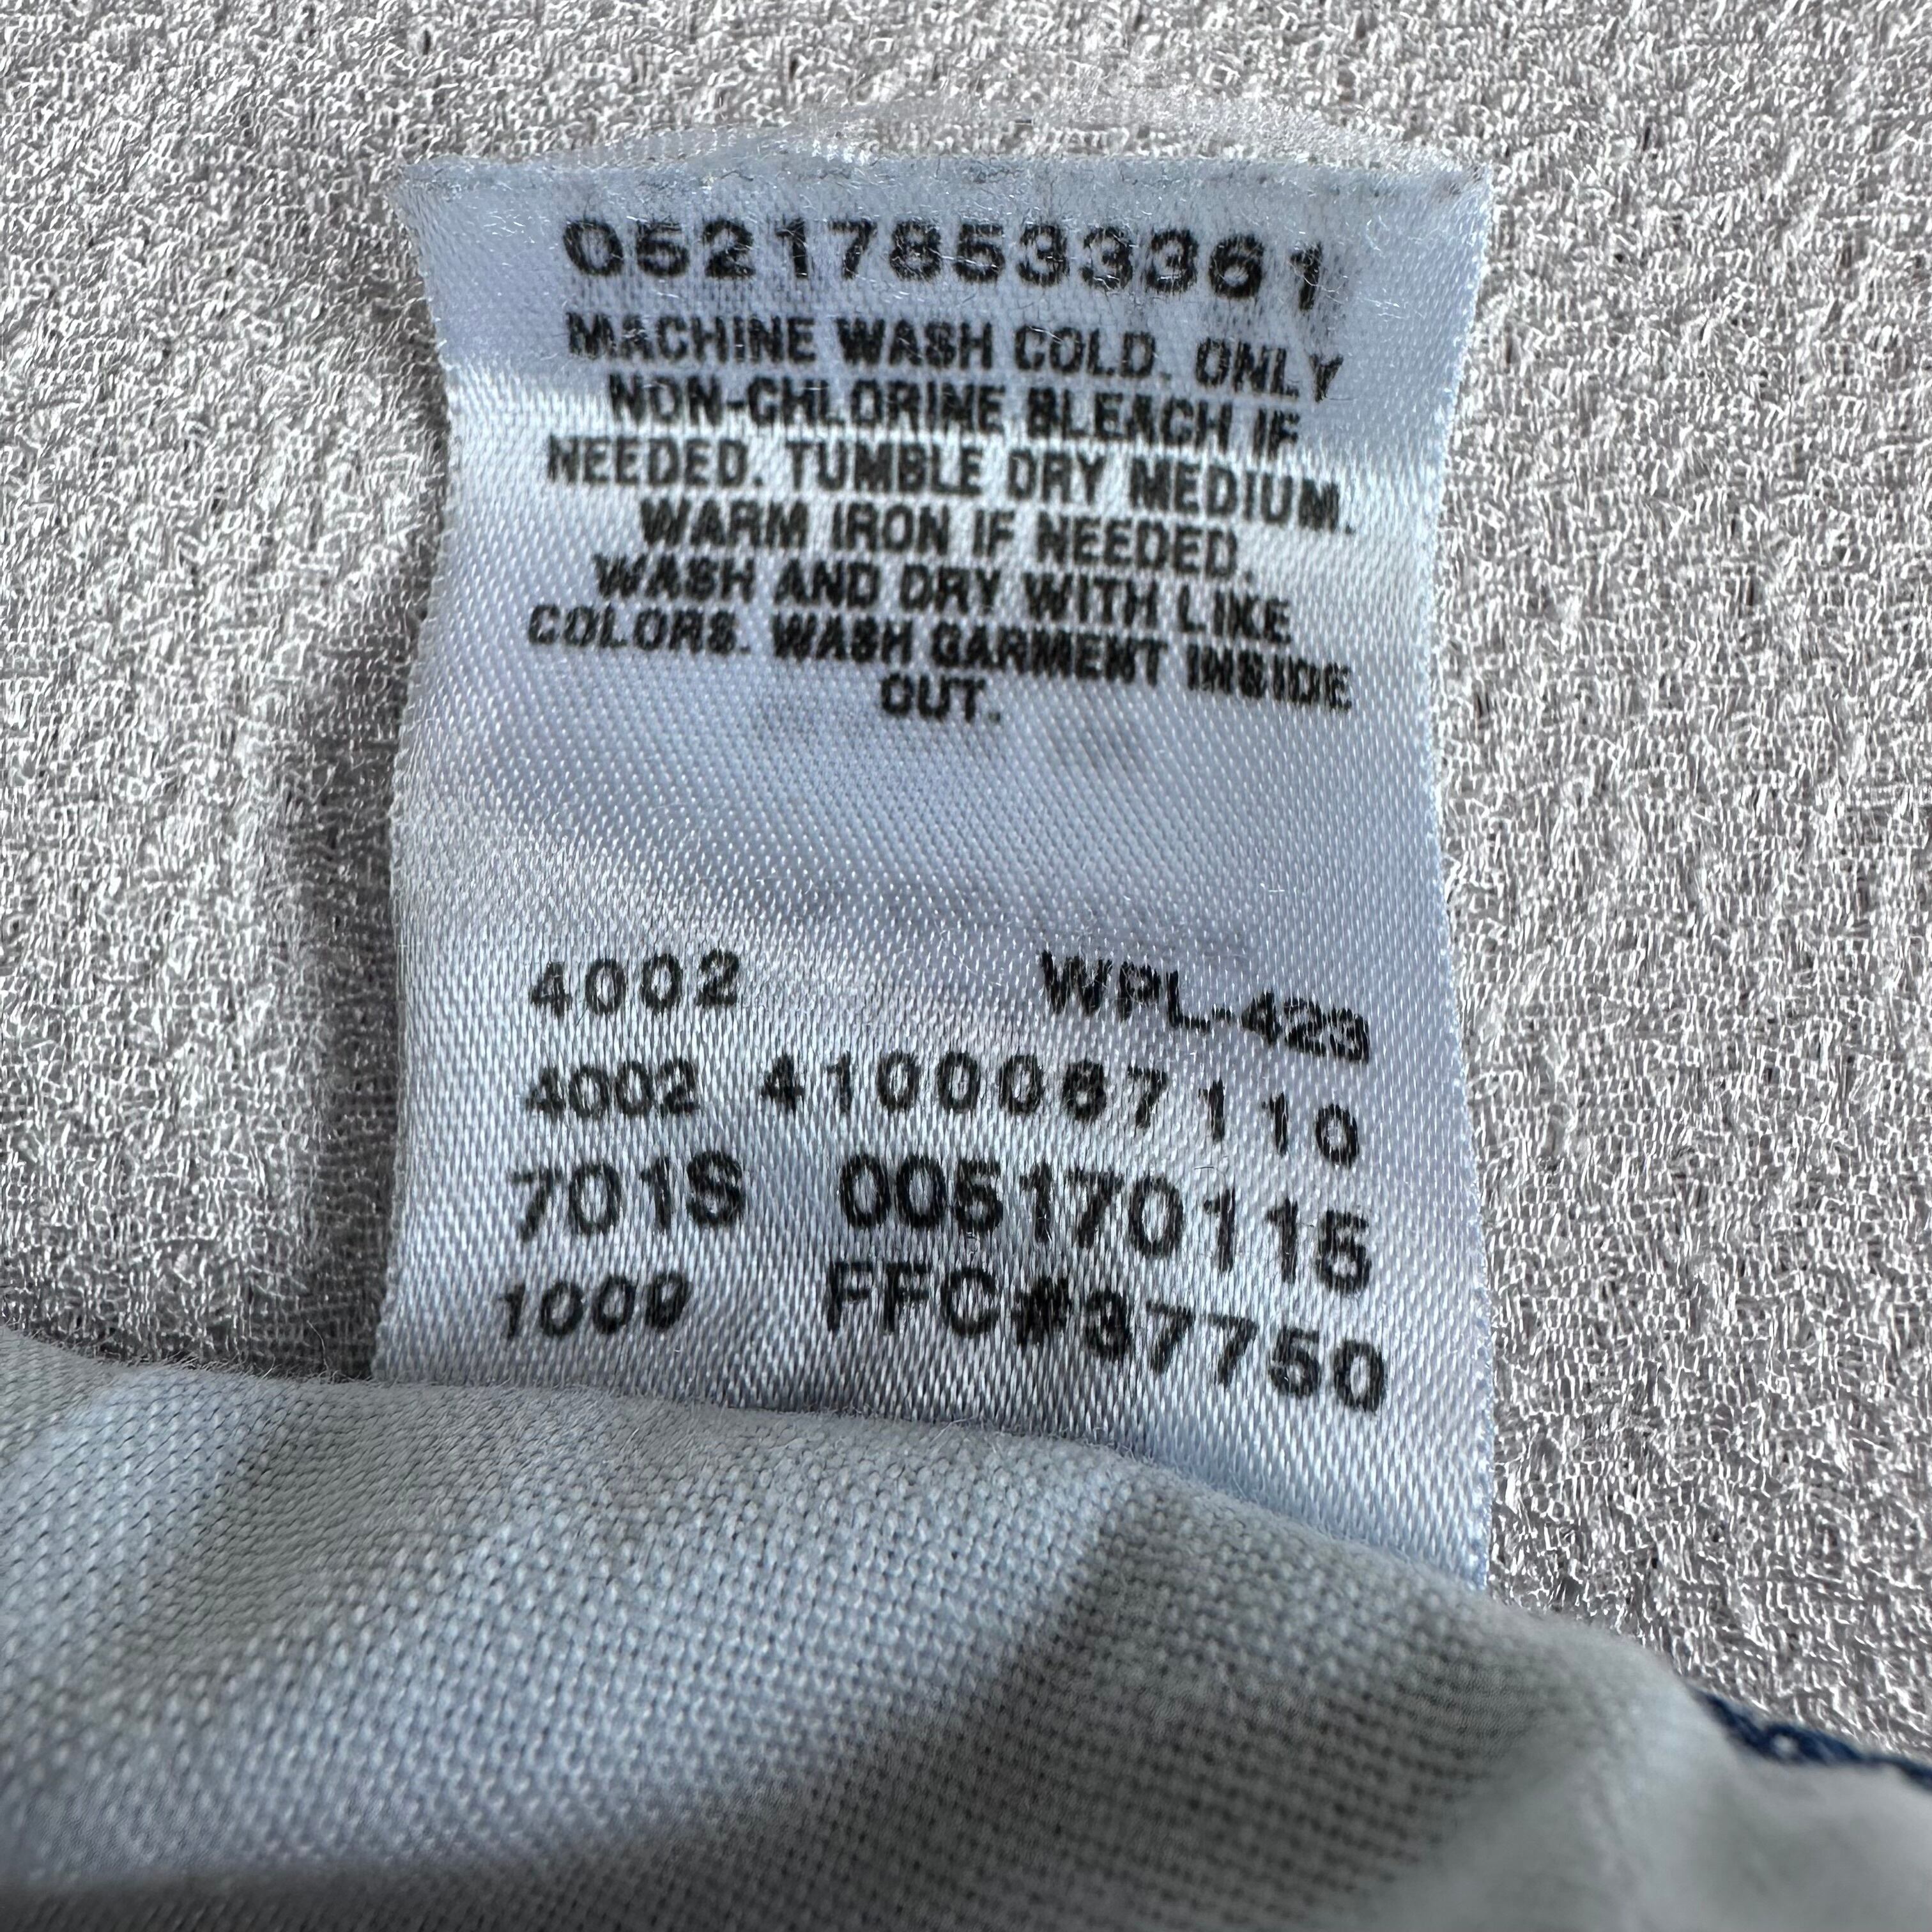 052178533361
MACHINE WASH COLD. ONLY
NON-CHLORINE BLEACH IF
NEEDED. TUMBLE DRY MEDIUM.
WARM IRON IF NEEDED.
WASH AND DRY WITH LIKE
COLORS. WASH GARMENT INSIDE
OUT.
4002 WPL-423
4002 4100067110
701S 005170115
1009 FFC#37750